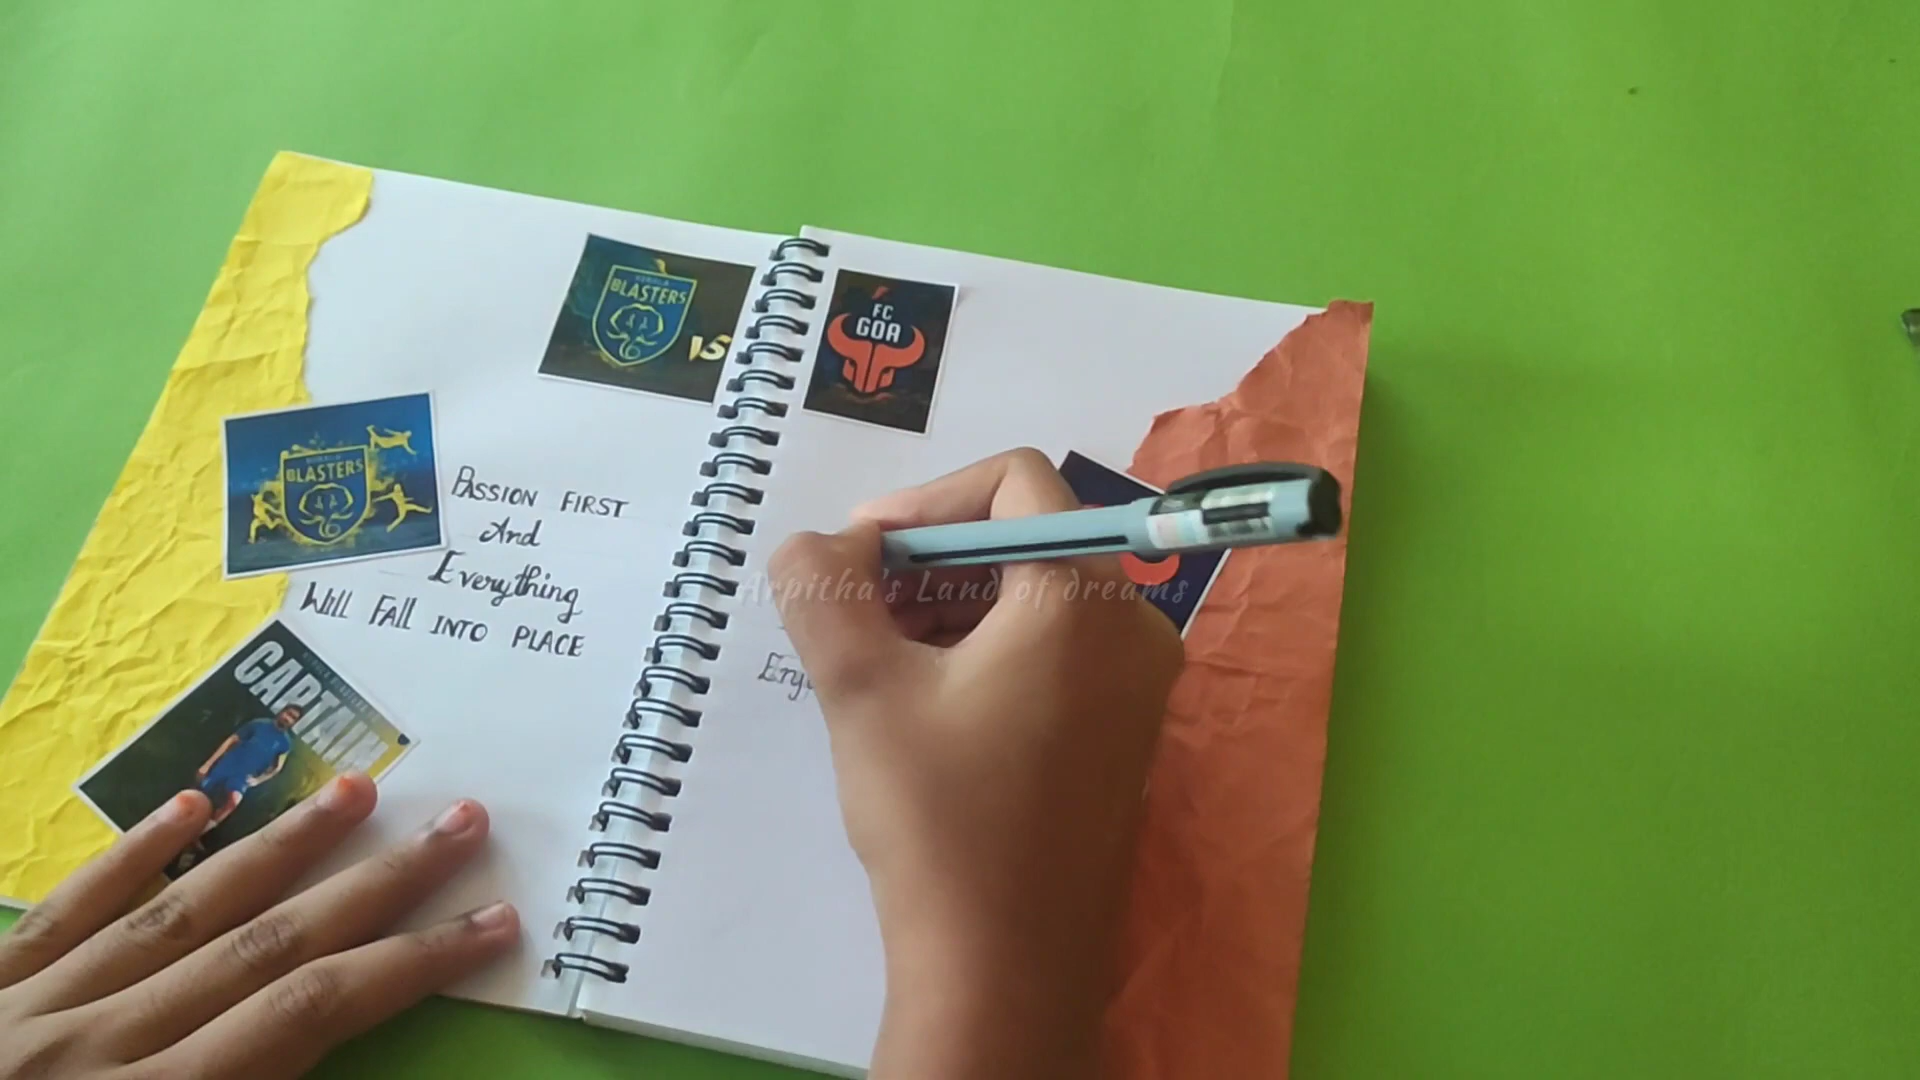 BLASTERS
VS
FC
GOA
BLASTERS
PASSION FIRST
And
Everything
Will Fall INTO PLACE
CAPTAIN
Arpitha's Land of dreams